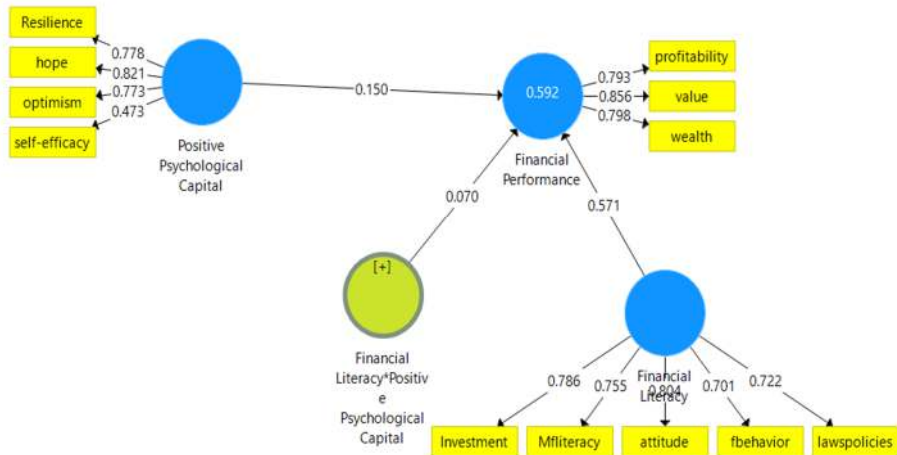 Resilience
hope
optimism
self-efficacy
0.778
0.821
0.773
0.473
Positive
Psychological
Capital
0.150
0.592
Financial
Performance
0.793
0.856
0.798
profitability
value
wealth
0.070
0.571
[+]
Financial
Literacy*Positiv
e
Psychological
Capital
Financial
Literacy
0.786
0.755
0.804
0.701
0.722
Investment
Mfliteracy
attitude
fbehavior
lawspolicies